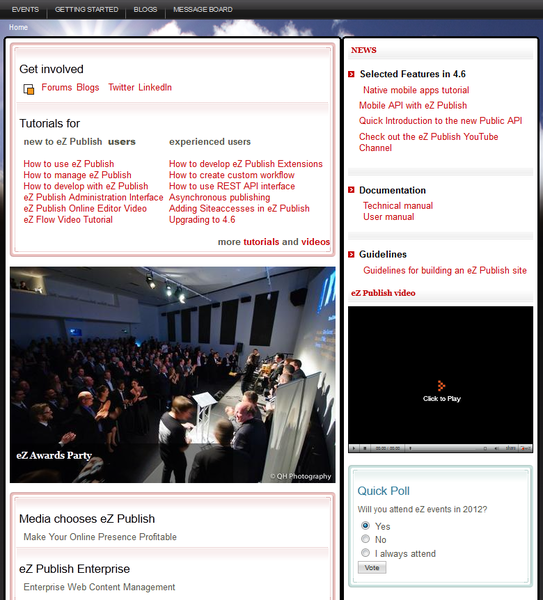 EVENTS GETTING STARTED BLOGS MESSAGE BOARD
Home
Get involved
Forums Blogs Twitter LinkedIn
Tutorials for
new to eZ Publish users
How to use eZ Publish
How to manage eZ Publish
How to develop with eZ Publish
eZ Publish Administration Interface
eZ Publish Online Editor Video
eZ Flow Video Tutorial
experienced users
How to develop eZ Publish Extensions
How to create custom workflow
How to use REST API interface
Asynchronous publishing
Adding Siteaccesses in eZ Publish
Upgrading to 4.6
more tutorials and videos
eZ Awards Party
© QH Photography
Media chooses eZ Publish
Make Your Online Presence Profitable
eZ Publish Enterprise
Enterprise Web Content Management
NEWS
Selected Features in 4.6
Native mobile apps tutorial
Mobile API with eZ Publish
Quick Introduction to the new Public API
Check out the eZ Publish YouTube
Channel
Documentation
Technical manual
User manual
Guidelines
Guidelines for building an eZ Publish site
eZ Publish video
Click to Play
Quick Poll
Will you attend eZ events in 2012?
Yes
No
I always attend
Vote